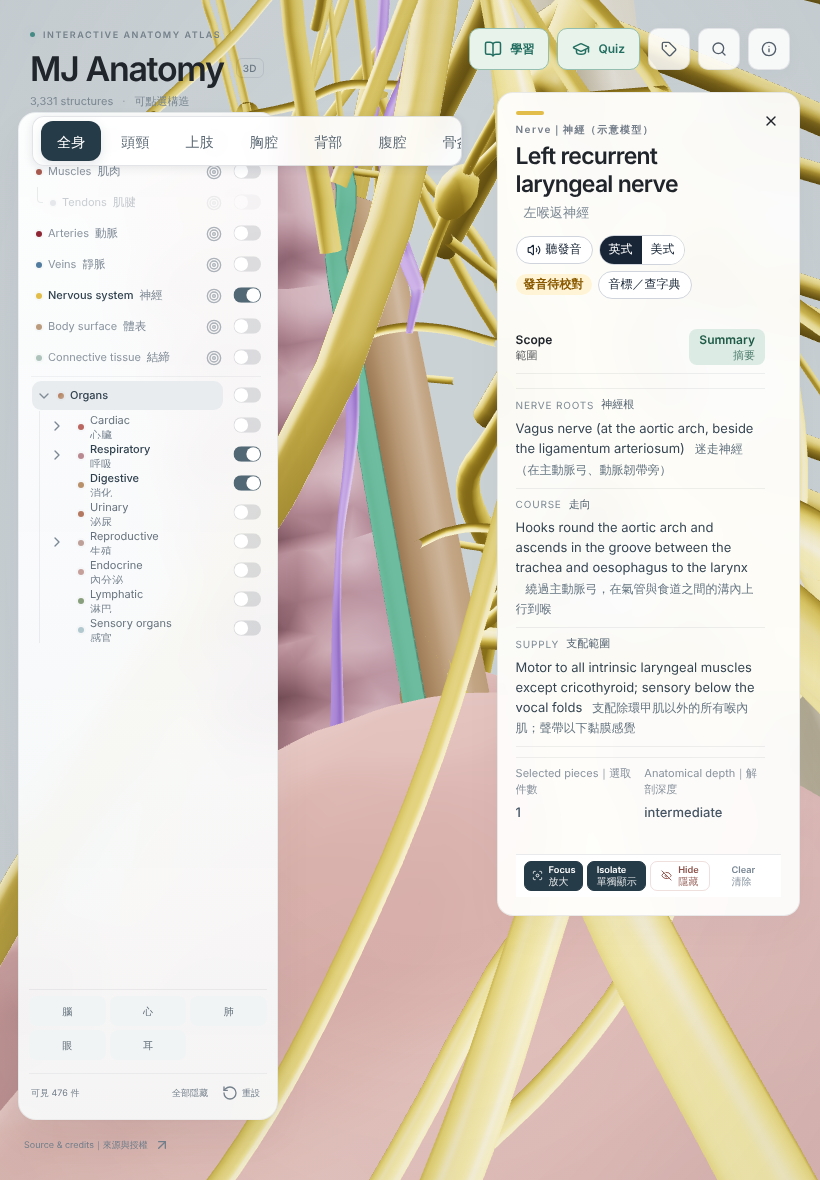 INTERACTIVE ANATOMY ATLAS
MJ Anatomy 3D
3,331 structures · 可點選構造
學習
Quiz
全身 頭頸 上肢 胸腔 背部 腹腔
Muscles 肌肉
Tendons 肌腱
Arteries 動脈
Veins 靜脈
Nervous system 神經
Body surface 體表
Connective tissue 結締
Organs
Cardiac
心臟
Respiratory
呼吸
Digestive
消化
Urinary
泌尿
Reproductive
生殖
Endocrine
內分泌
Lymphatic
淋巴
Sensory organs
感官
腦 心 肺
眼 耳
可見 476 件 全部隱藏 重設
Source & credits | 來源與授權
Nerve | 神經（示意模型）
Left recurrent
laryngeal nerve
左喉返神經
聽發音 英式 美式
發音待校對 音標／查字典
Scope
範圍
Summary
摘要
NERVE ROOTS 神經根
Vagus nerve (at the aortic arch, beside
the ligamentum arteriosum) 迷走神經
（在主動脈弓、動脈韌帶旁）
COURSE 走向
Hooks round the aortic arch and
ascends in the groove between the
trachea and oesophagus to the larynx
繞過主動脈弓，在氣管與食道之間的溝內上
行到喉
SUPPLY 支配範圍
Motor to all intrinsic laryngeal muscles
except cricothyroid; sensory below the
vocal folds 支配除環甲肌以外的所有喉內
肌；聲帶以下黏膜感覺
Selected pieces | 選取
件數
1
Anatomical depth | 解
剖深度
intermediate
Focus
放大
Isolate
單獨顯示
Hide
隱藏
Clear
清除